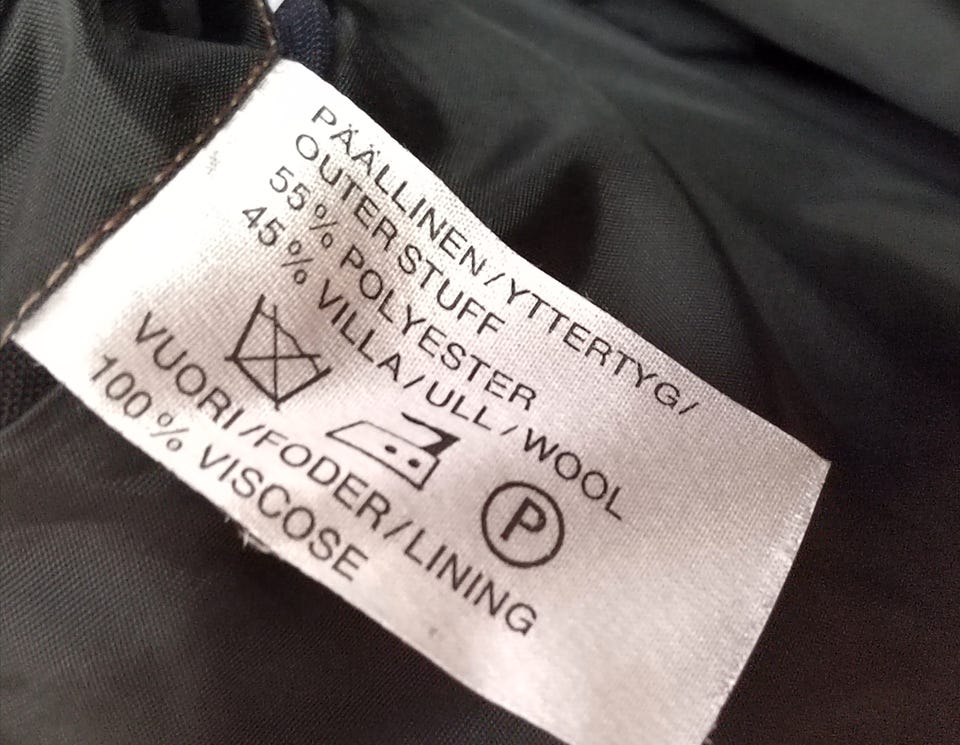 PÄÄLLINEN/YTTERTYG/
OUTER STUFF
55% POLYESTER
45% VILLA/ULL/WOOL
P
VUORI/FODER/LINING
100% VISCOSE